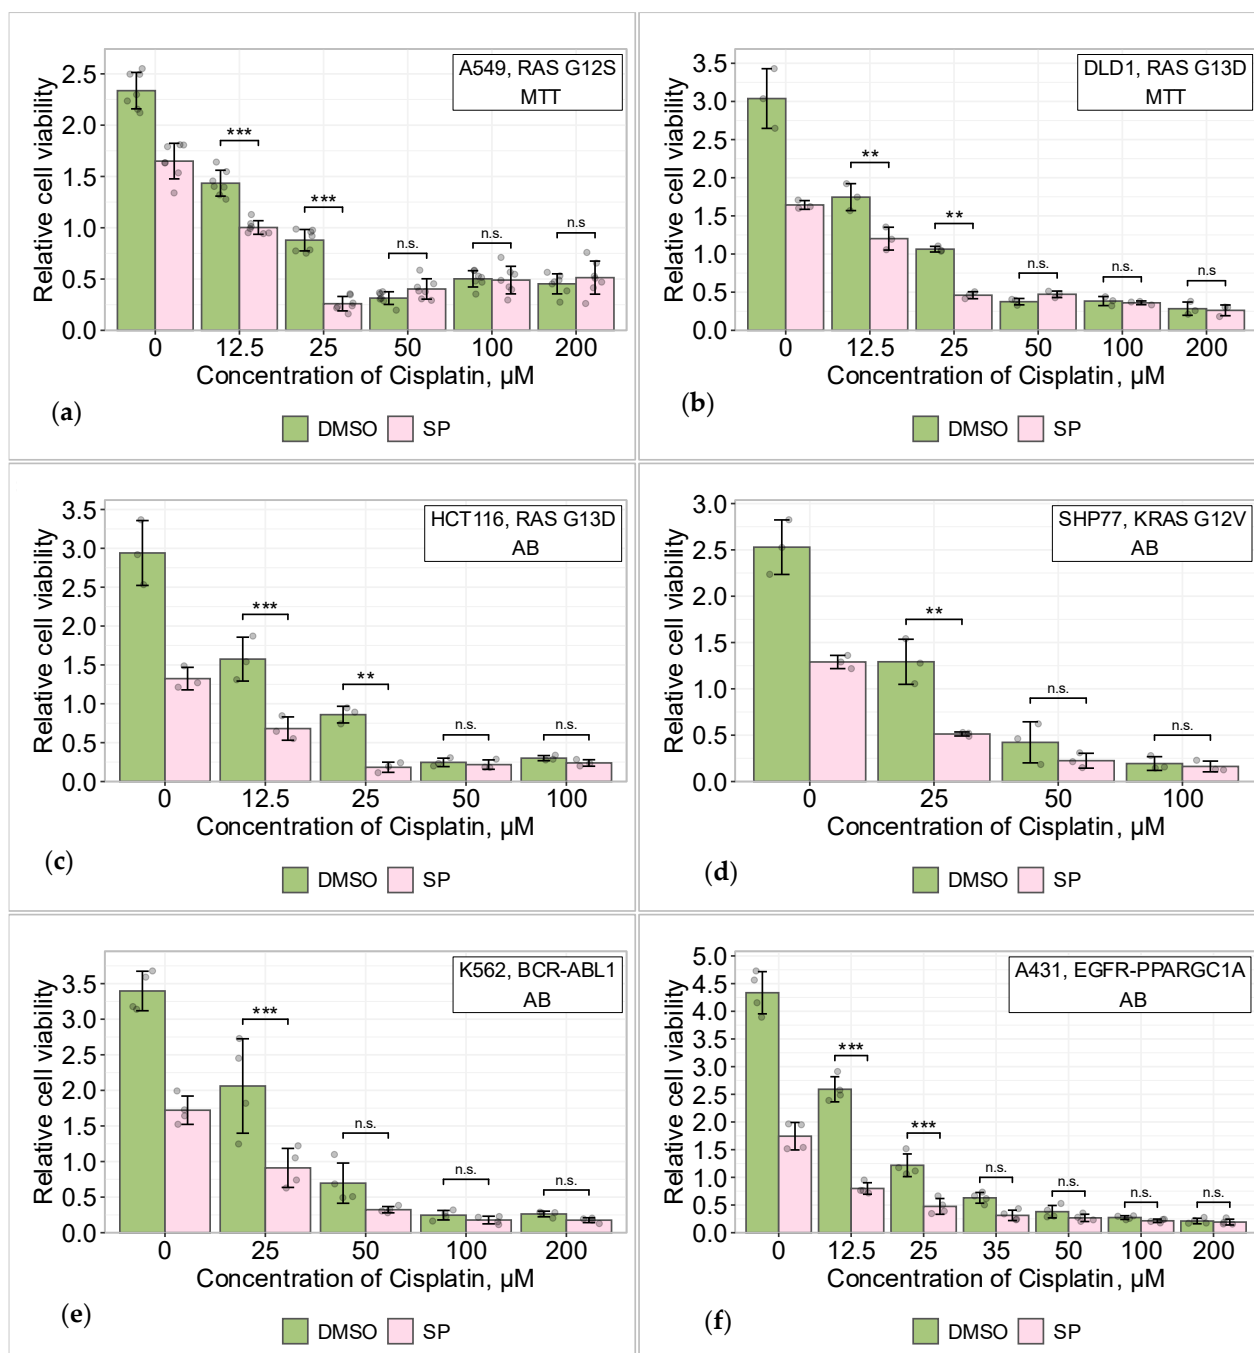 A549, RAS G12S
MTT
Relative cell viability
2.5
2.0
1.5
1.0
0.5
0.0
***
***
n.s.
n.s.
n.s
0 12.5 25 50 100 200
Concentration of Cisplatin, µM
(a)
DMSO SP
DLD1, RAS G13D
MTT
Relative cell viability
3.5
3.0
2.5
2.0
1.5
1.0
0.5
0.0
**
**
n.s.
n.s.
n.s
0 12.5 25 50 100 200
Concentration of Cisplatin, µM
(b)
DMSO SP
HCT116, RAS G13D
AB
Relative cell viability
3.5
3.0
2.5
2.0
1.5
1.0
0.5
0.0
***
**
n.s.
n.s.
0 12.5 25 50 100
Concentration of Cisplatin, µM
(c)
DMSO SP
SHP77, KRAS G12V
AB
Relative cell viability
3.0
2.5
2.0
1.5
1.0
0.5
0.0
**
n.s.
n.s.
0 25 50 100
Concentration of Cisplatin, µM
(d)
DMSO SP
K562, BCR-ABL1
AB
Relative cell viability
3.5
3.0
2.5
2.0
1.5
1.0
0.5
0.0
***
n.s.
n.s.
n.s.
0 25 50 100 200
Concentration of Cisplatin, µM
(e)
DMSO SP
A431, EGFR-PPARGC1A
AB
Relative cell viability
5.0
4.5
4.0
3.5
3.0
2.5
2.0
1.5
1.0
0.5
0.0
***
***
n.s.
n.s.
n.s.
n.s.
0 12.5 25 35 50 100 200
Concentration of Cisplatin, µM
(f)
DMSO SP